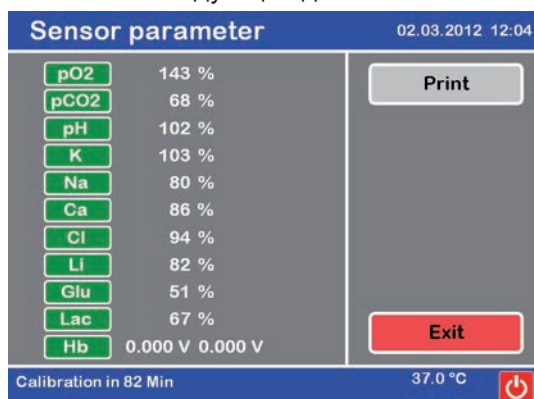 Sensor parameter 02.03.2012 12:04
pO2 143 %
pCO2 68 %
pH 102 %
K 103 %
Na 80 %
Ca 86 %
Cl 94 %
Li 82 %
Glu 51 %
Lac 67 %
Hb 0.000 V 0.000 V
Print
Exit
Calibration in 82 Min 37.0 °C